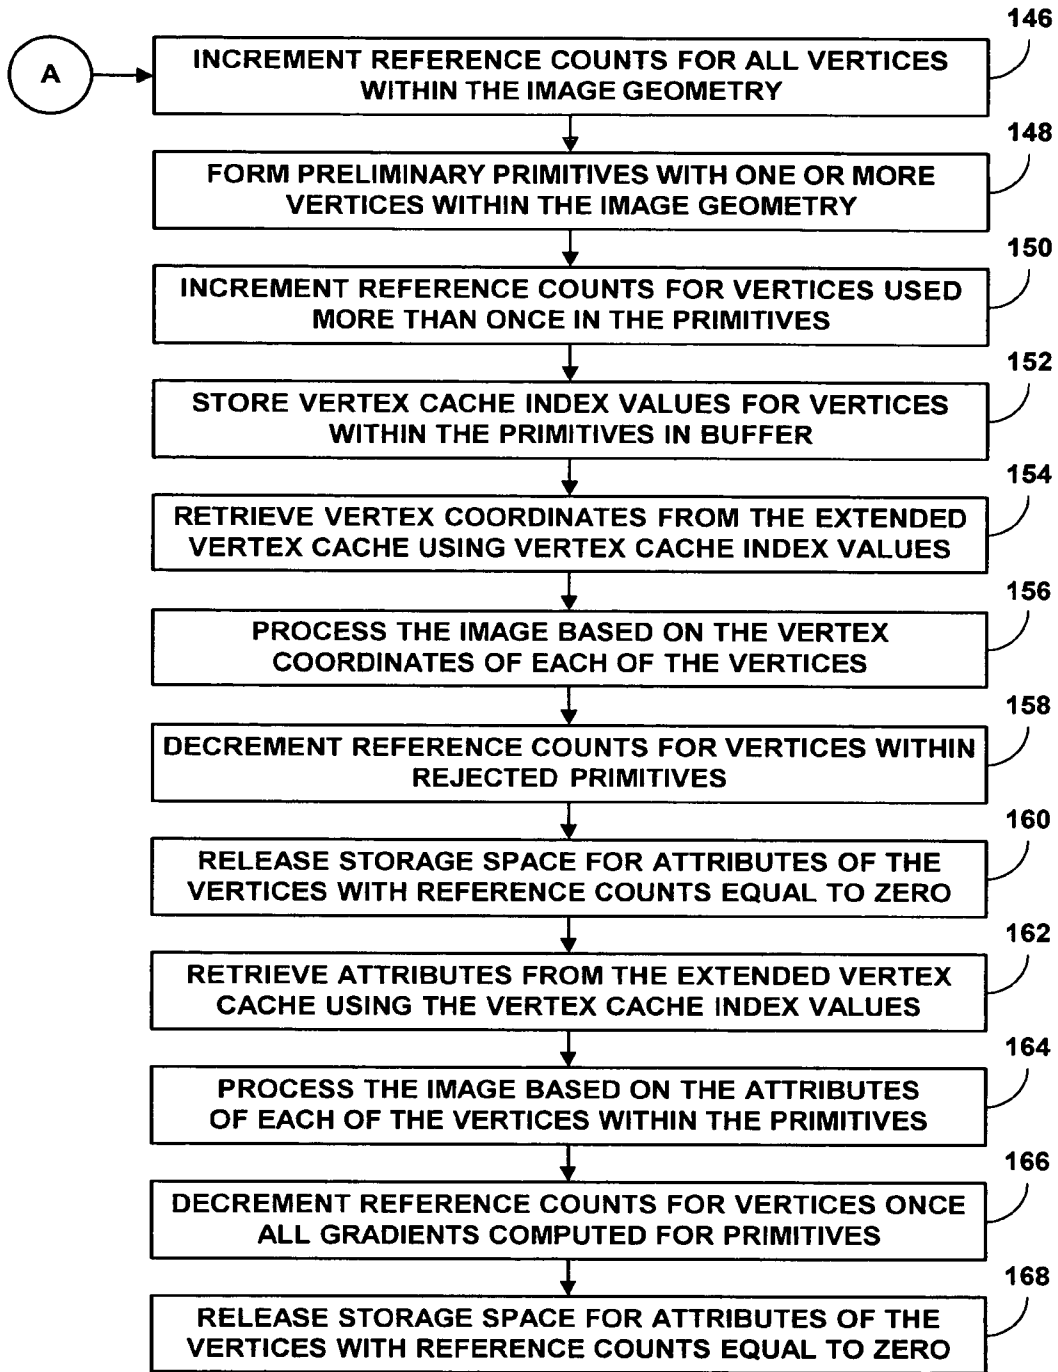 146
A
INCREMENT REFERENCE COUNTS FOR ALL VERTICES
WITHIN THE IMAGE GEOMETRY
148
FORM PRELIMINARY PRIMITIVES WITH ONE OR MORE
VERTICES WITHIN THE IMAGE GEOMETRY
150
INCREMENT REFERENCE COUNTS FOR VERTICES USED
MORE THAN ONCE IN THE PRIMITIVES
152
STORE VERTEX CACHE INDEX VALUES FOR VERTICES
WITHIN THE PRIMITIVES IN BUFFER
154
RETRIEVE VERTEX COORDINATES FROM THE EXTENDED
VERTEX CACHE USING VERTEX CACHE INDEX VALUES
156
PROCESS THE IMAGE BASED ON THE VERTEX
COORDINATES OF EACH OF THE VERTICES
158
DECREMENT REFERENCE COUNTS FOR VERTICES WITHIN
REJECTED PRIMITIVES
160
RELEASE STORAGE SPACE FOR ATTRIBUTES OF THE
VERTICES WITH REFERENCE COUNTS EQUAL TO ZERO
162
RETRIEVE ATTRIBUTES FROM THE EXTENDED VERTEX
CACHE USING THE VERTEX CACHE INDEX VALUES
164
PROCESS THE IMAGE BASED ON THE ATTRIBUTES
OF EACH OF THE VERTICES WITHIN THE PRIMITIVES
166
DECREMENT REFERENCE COUNTS FOR VERTICES ONCE
ALL GRADIENTS COMPUTED FOR PRIMITIVES
168
RELEASE STORAGE SPACE FOR ATTRIBUTES OF THE
VERTICES WITH REFERENCE COUNTS EQUAL TO ZERO